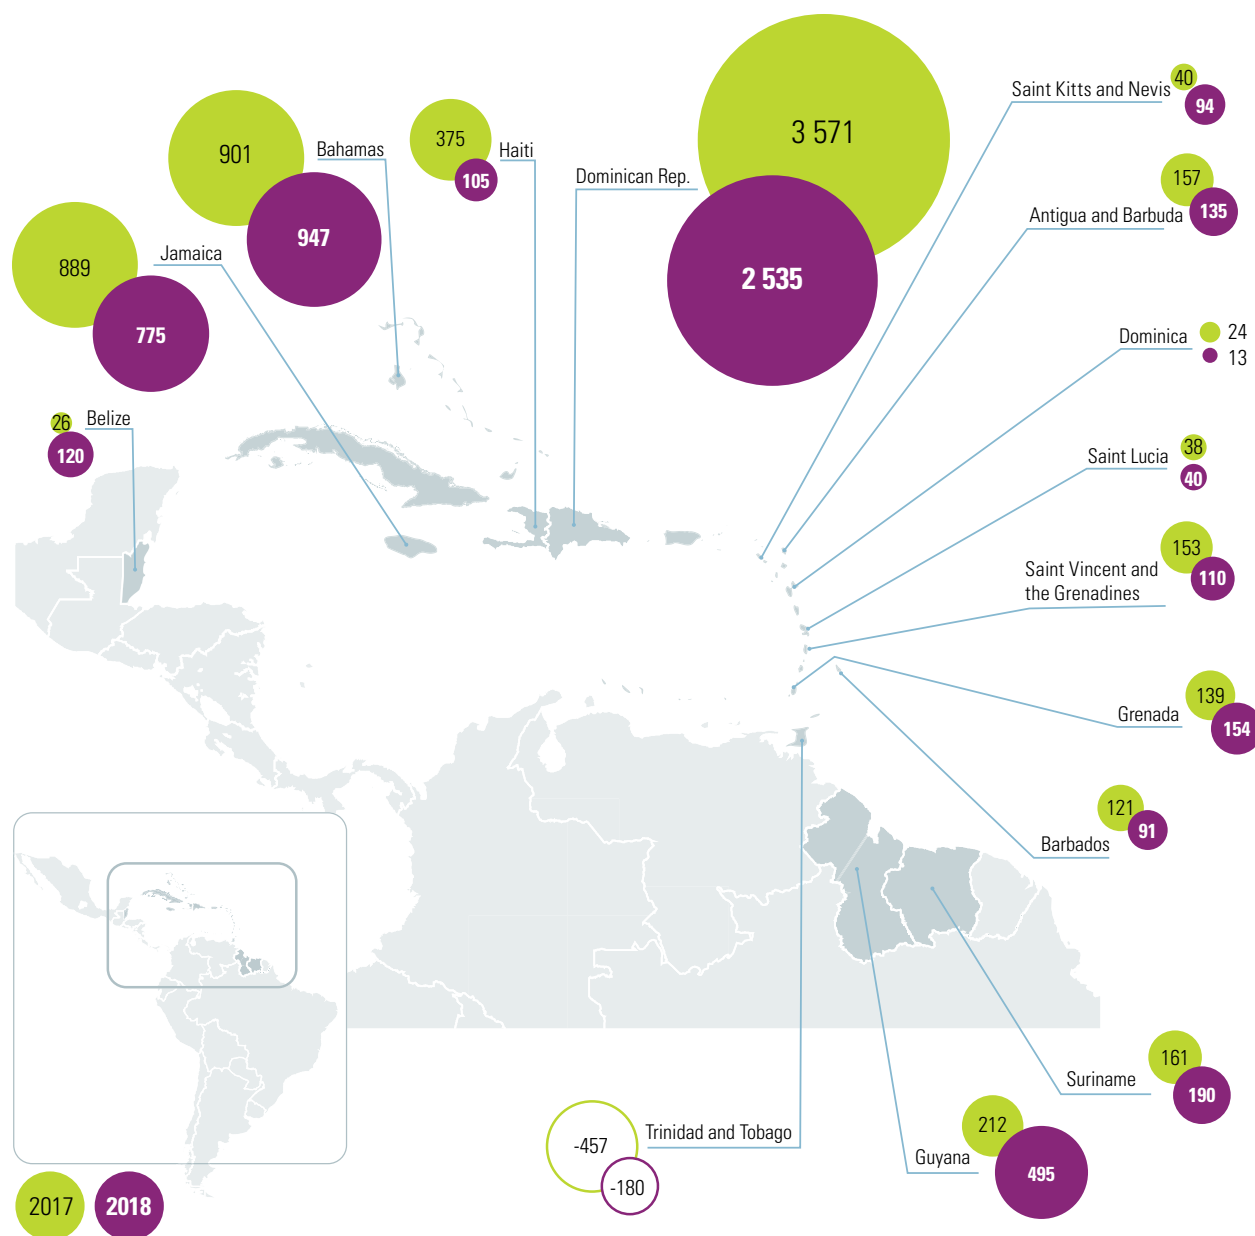 3 571
2 535
Dominican Rep.
Saint Kitts and Nevis
40
94
901
947
Bahamas
375
105
Haiti
157
135
Antigua and Barbuda
889
775
Jamaica
Dominica
24
13
26
120
Belize
Saint Lucia
38
40
Saint Vincent and
the Grenadines
153
110
139
154
Grenada
121
91
Barbados
161
190
Suriname
212
495
Guyana
-457
-180
Trinidad and Tobago
2017
2018